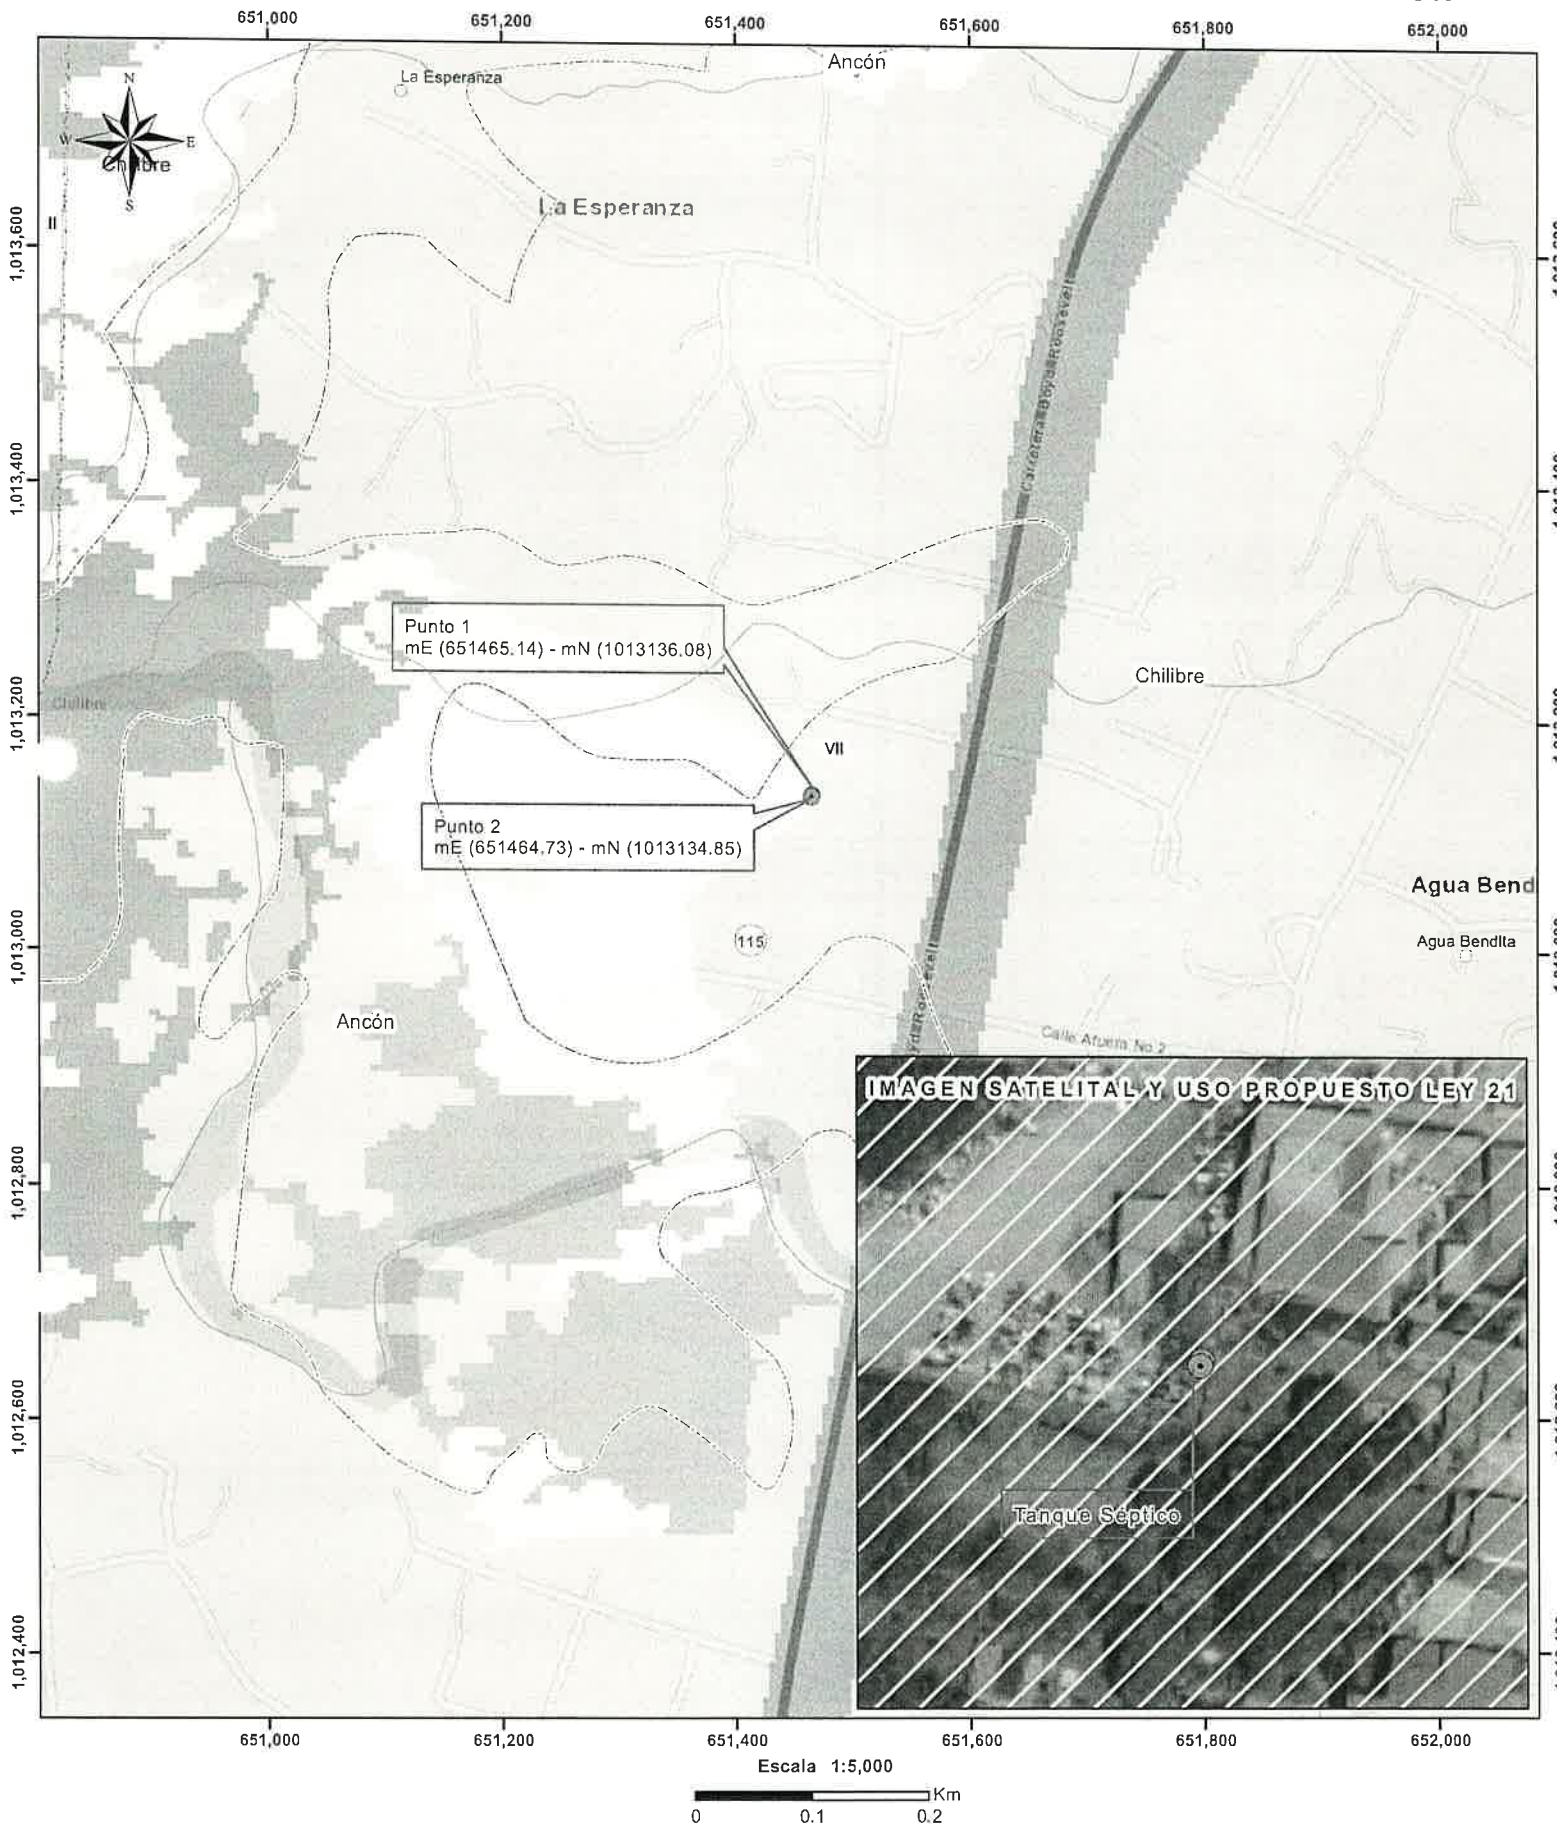 651,000
651,200
651,400
651,600
651,800
652,000
Ancón
La Esperanza
N
W
E
S
Chilibre
La Esperanza
II
1,013,600
Carretera Boyd Roosevelt
1,013,400
Punto 1
mE (651465.14) - mN (1013136.08)
Chilibre
Chilibre
1,013,200
VII
Punto 2
mE (651464.73) - mN (1013134.85)
Agua Bend
115
Agua Bendita
1,013,000
Ancón
Calle Afuera No.2
IMAGEN SATELITAL Y USO PROPUESTO LEY 21
1,012,800
1,012,600
Tanque Séptico
1,012,400
651,000
651,200
651,400
651,600
651,800
652,000
Escala 1:5,000
Km
0
0.1
0.2